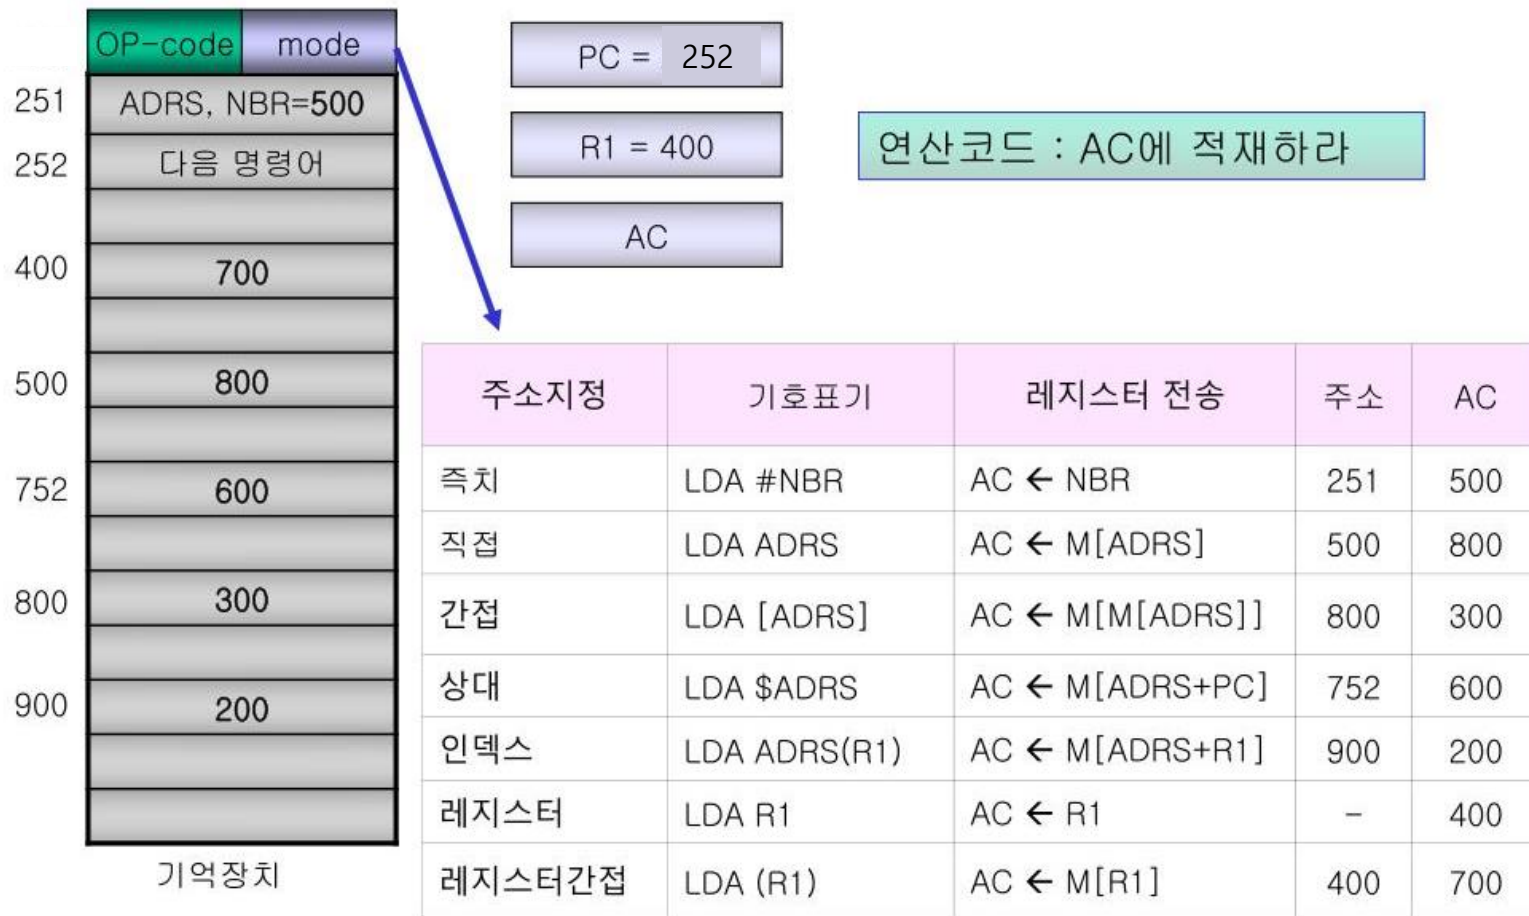 OP-code mode
251 ADRS, NBR=500
252 다음 명령어
400 700
500 800
752 600
800 300
900 200
기억장치
PC = 252
R1 = 400
AC
연산코드 : AC에 적재하라
주소지정 기호표기 레지스터 전송 주소 AC
즉치 LDA #NBR AC ← NBR 251 500
직접 LDA ADRS AC ← M[ADRS] 500 800
간접 LDA [ADRS] AC ← M[M[ADRS]] 800 300
상대 LDA $ADRS AC ← M[ADRS+PC] 752 600
인덱스 LDA ADRS(R1) AC ← M[ADRS+R1] 900 200
레지스터 LDA R1 AC ← R1 - 400
레지스터간접 LDA (R1) AC ← M[R1] 400 700